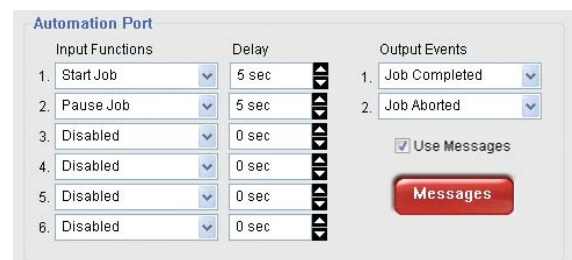 Automation Port
Input Functions Delay Output Events
1. Start Job 5 sec 1. Job Completed
2. Pause Job 5 sec 2. Job Aborted
3. Disabled 0 sec
Use Messages
4. Disabled 0 sec
5. Disabled 0 sec Messages
6. Disabled 0 sec